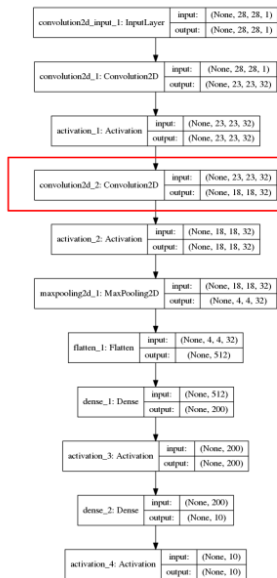 convolution2d_input_1: InputLayer
input: (None, 28, 28, 1)
output: (None, 28, 28, 1)
convolution2d_1: Convolution2D
input: (None, 28, 28, 1)
output: (None, 23, 23, 32)
activation_1: Activation
input: (None, 23, 23, 32)
output: (None, 23, 23, 32)
convolution2d_2: Convolution2D
input: (None, 23, 23, 32)
output: (None, 18, 18, 32)
activation_2: Activation
input: (None, 18, 18, 32)
output: (None, 18, 18, 32)
maxpooling2d_1: MaxPooling2D
input: (None, 18, 18, 32)
output: (None, 4, 4, 32)
flatten_1: Flatten
input: (None, 4, 4, 32)
output: (None, 512)
dense_1: Dense
input: (None, 512)
output: (None, 200)
activation_3: Activation
input: (None, 200)
output: (None, 200)
dense_2: Dense
input: (None, 200)
output: (None, 10)
activation_4: Activation
input: (None, 10)
output: (None, 10)